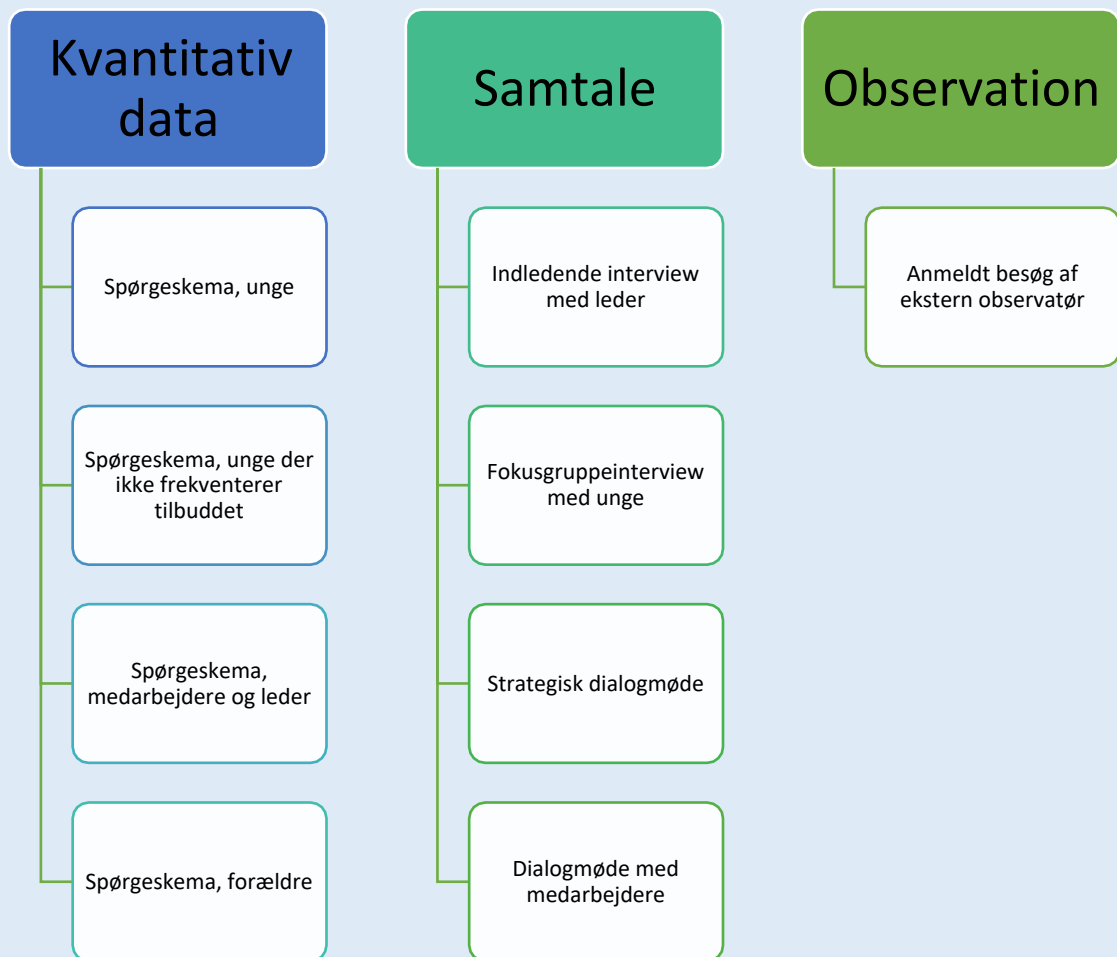 Kvantitativ
data
Spørgeskema, unge
Spørgeskema, unge der
ikke frekventerer
tilbuddet
Spørgeskema,
medarbejdere og leder
Spørgeskema, forældre
Samtale
Indledende interview
med leder
Fokusgruppeinterview
med unge
Strategisk dialogmøde
Dialogmøde med
medarbejdere
Observation
Anmeldt besøg af
ekstern observatør